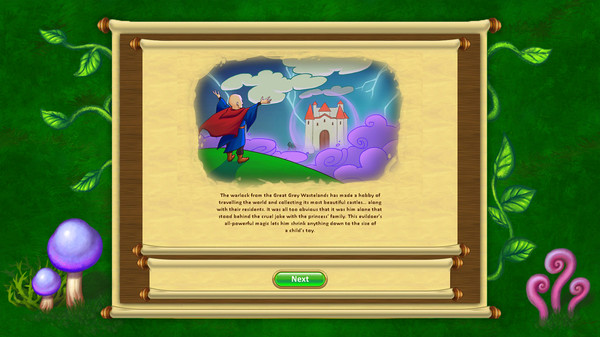 The warlock from the Great Gray Wastelands has made a hobby of
travelling the world and collecting its most beautiful castles... along
with their residents. It was all too obvious that it was him alone that
stood behind the cruel joke with the princess' family. This evildoer's
all-powerful magic lets him shrink anything down to the size of
a child's toy.
Next